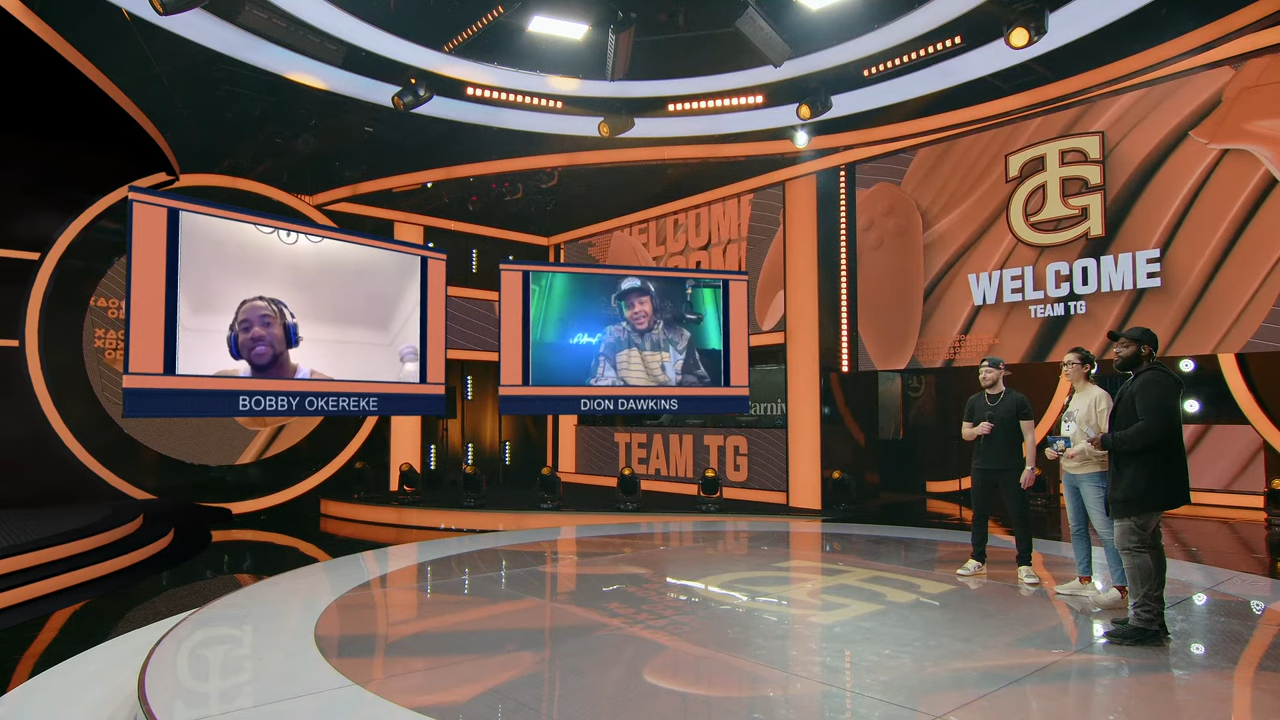 BOBBY OKEREKE
DION DAWKINS
WELCOME
TEAM TG
TG
WELCOME
TEAM TG